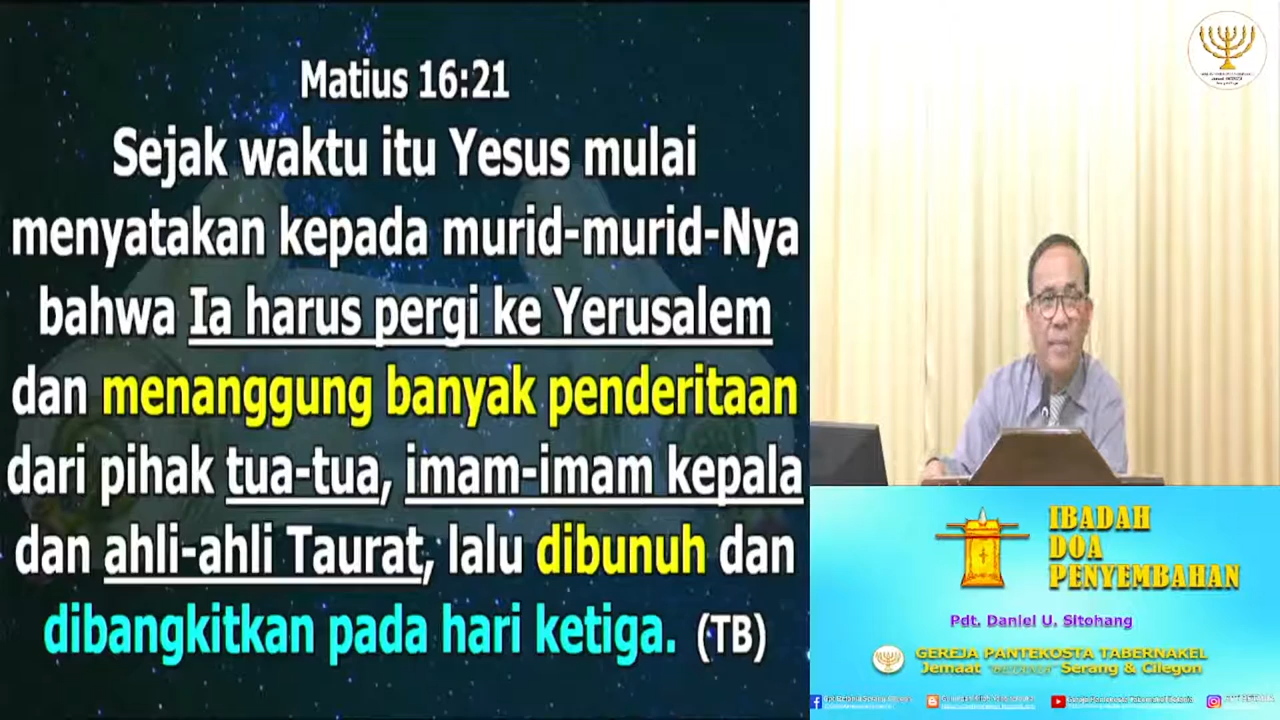 Matius 16:21
Sejak waktu itu Yesus mulai
menyatakan kepada murid-murid-Nya
bahwa Ia harus pergi ke Yerusalem
dan menanggung banyak penderitaan
dari pihak tua-tua, imam-imam kepala
dan ahli-ahli Taurat, lalu dibunuh dan
dibangkitkan pada hari ketiga. (TB)
IBADAH
DOA
PENYEMBAHAN
Pdt. Daniel U. Sitohang
GEREJA PANTEKOSTA TABERNAKEL
Jemaat Serang & Cilegon